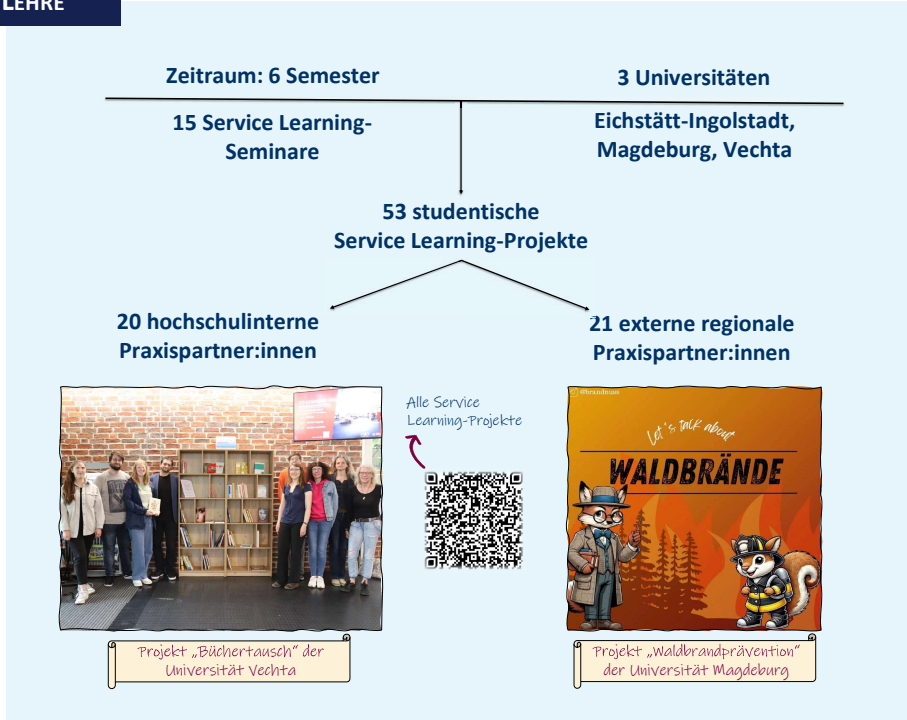 LEHRE
Zeitraum: 6 Semester
3 Universitäten
15 Service Learning-
Seminare
Eichstätt-Ingolstadt,
Magdeburg, Vechta
53 studentische
Service Learning-Projekte
20 hochschulinterne
Praxispartner:innen
21 externe regionale
Praxispartner:innen
Alle Service
Learning-Projekte
Let's talk about
WALDBRÄNDE
Projekt „Büchertausch“ der
Universität Vechta
Projekt „Waldbrandprävention“
der Universität Magdeburg